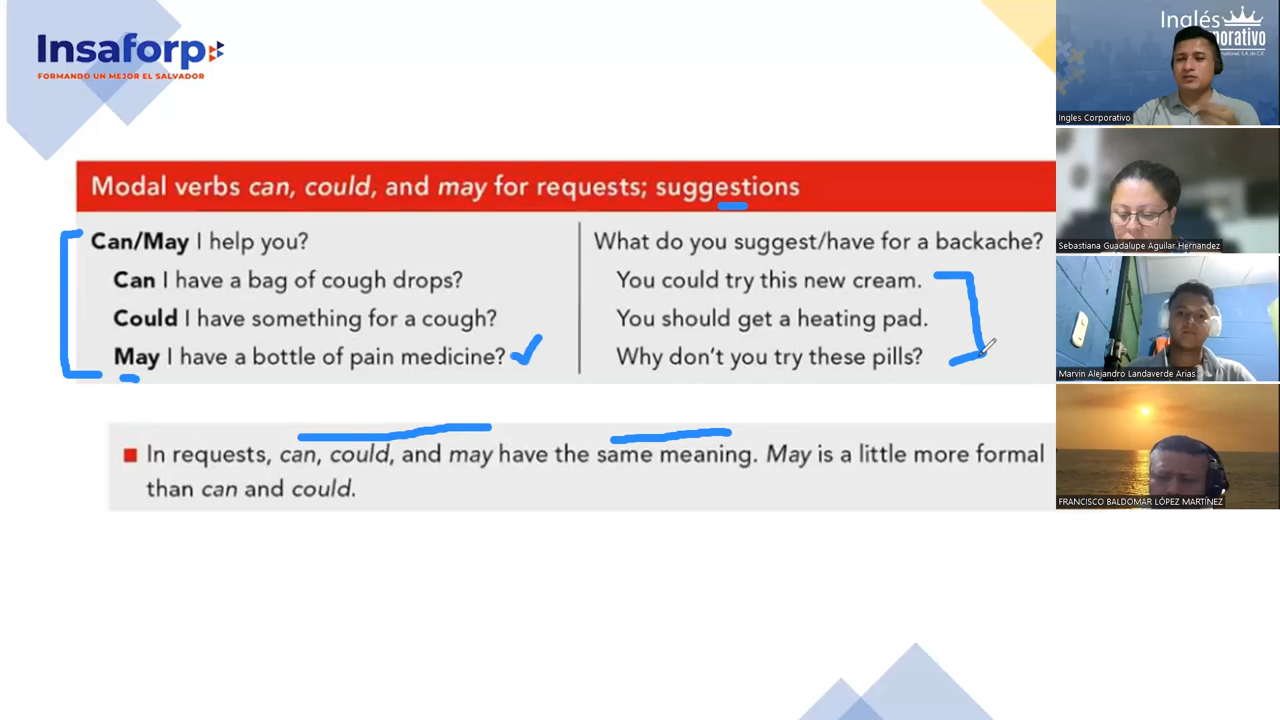 Insaforp
FORMANDO UN MEJOR EL SALVADOR
Modal verbs can, could, and may for requests; suggestions
Can/May I help you?
Can I have a bag of cough drops?
Could I have something for a cough?
May I have a bottle of pain medicine?
What do you suggest/have for a backache?
You could try this new cream.
You should get a heating pad.
Why don't you try these pills?
In requests, can, could, and may have the same meaning. May is a little more formal
than can and could.
Inglés
Ingles Corporativo
Sebastiana Guadalupe Aguilar Hernandez
Marvin Alejandro Landaverde Arias
FRANCISCO BALDOMAR LÓPEZ MARTÍNEZ